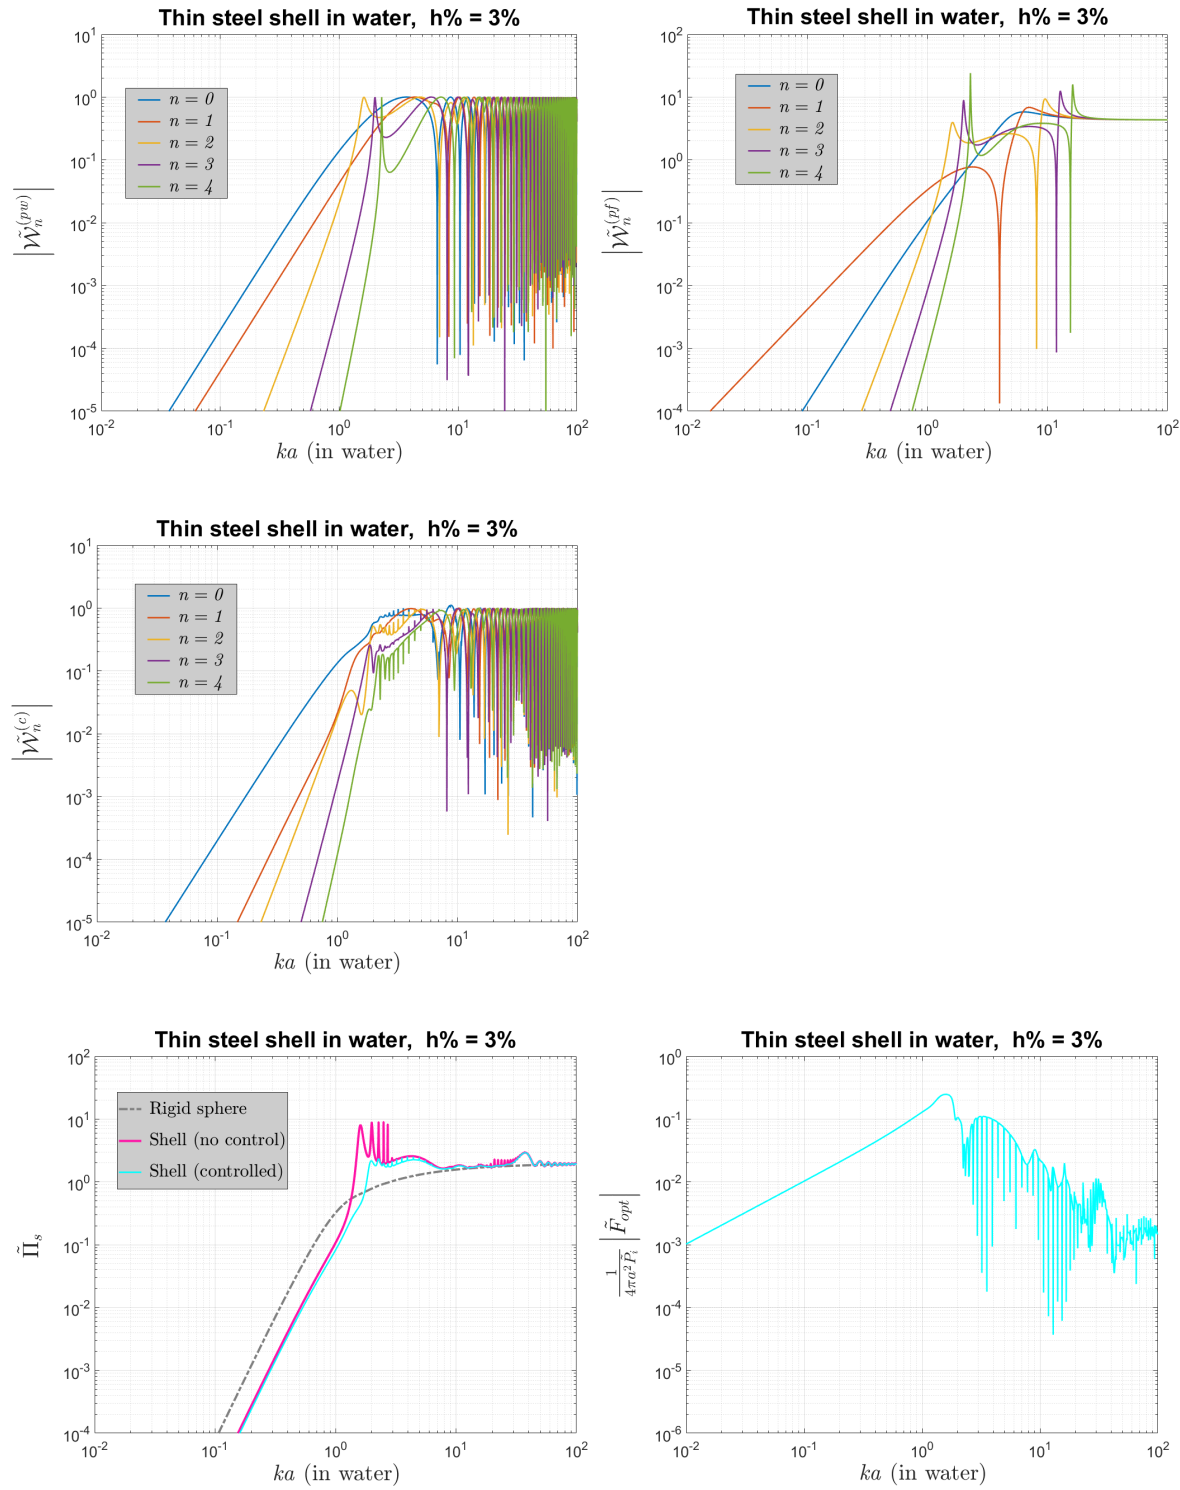 Thin steel shell in water,  h% = 3%
10^1
10^0
10^-1
10^-2
10^-3
10^-4
10^-5
n = 0
n = 1
n = 2
n = 3
n = 4
|W̃_n^(pw)|
10^-2
10^-1
10^0
10^1
10^2
ka (in water)
Thin steel shell in water,  h% = 3%
10^2
10^1
10^0
10^-1
10^-2
10^-3
10^-4
n = 0
n = 1
n = 2
n = 3
n = 4
|W̃_n^(pf)|
10^-2
10^-1
10^0
10^1
10^2
ka (in water)
Thin steel shell in water,  h% = 3%
10^1
10^0
10^-1
10^-2
10^-3
10^-4
10^-5
n = 0
n = 1
n = 2
n = 3
n = 4
|W̃_n^(c)|
10^-2
10^-1
10^0
10^1
10^2
ka (in water)
Thin steel shell in water,  h% = 3%
10^2
10^1
10^0
10^-1
10^-2
10^-3
10^-4
Rigid sphere
Shell (no control)
Shell (controlled)
Π̃_s
10^-2
10^-1
10^0
10^1
10^2
ka (in water)
Thin steel shell in water,  h% = 3%
10^0
10^-1
10^-2
10^-3
10^-4
10^-5
10^-6
1/(4πa^2 P̃_i) |F̃_opt|
10^-2
10^-1
10^0
10^1
10^2
ka (in water)